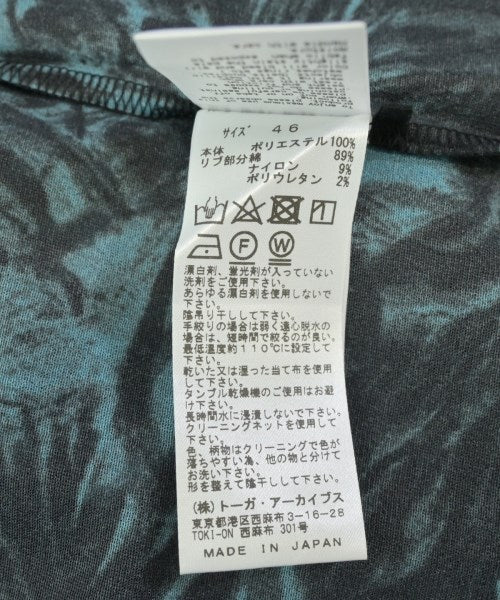 サイズ 46
本体 ポリエステル100%
リブ部分綿 89%
ナイロン 9%
ポリウレタン 2%
F W
漂白剤、蛍光剤が入っていない
洗剤をご使用下さい。
あらゆる漂白剤を使用しないで
下さい。
陰吊り干しして下さい。
手絞りの場合は弱く遠心脱水の
場合は、短時間で絞るのが良い。
最低温度約110℃に設定して
下さい。
乾いた又は湿った当て布を使用
して下さい。
タンブル乾燥機のご使用はお避
け下さい。
長時間水に浸漬しないで下さい。
クリーニングネットを使用して
下さい。
色、柄物はクリーニングで色が
落ちやすい為、他の物と分けて
お洗い下さい。
形を整えて陰干しして下さい。
(株)トーガ・アーカイブス
東京都港区西麻布3-16-28
TOKI-ON 西麻布 301号
MADE IN JAPAN